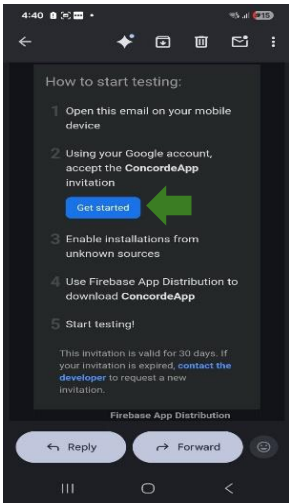 4:40
15
How to start testing:
1 Open this email on your mobile
device
2 Using your Google account,
accept the ConcordeApp
invitation
Get started
3 Enable installations from
unknown sources
4 Use Firebase App Distribution to
download ConcordeApp
5 Start testing!
This invitation is valid for 30 days. If
your invitation is expired, contact the
developer to request a new
invitation.
Firebase App Distribution
Reply
Forward